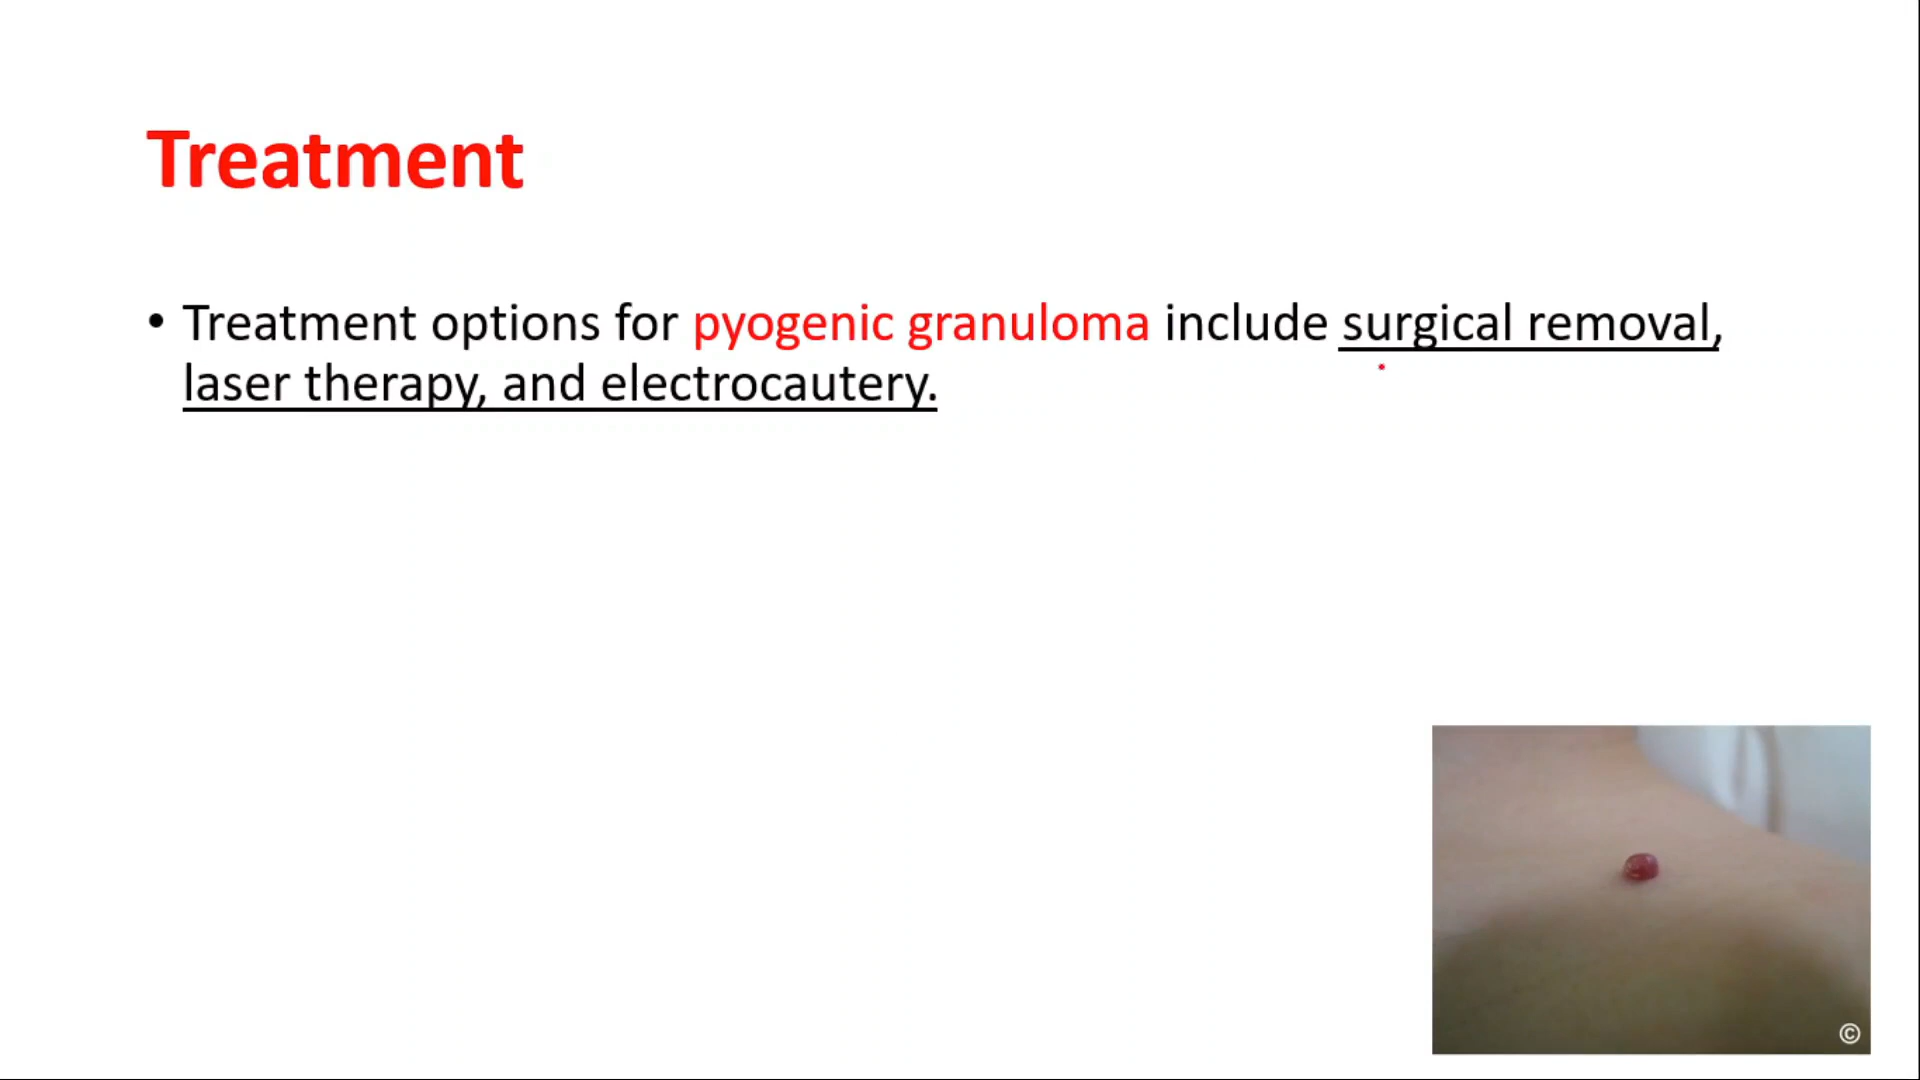 Treatment
• Treatment options for pyogenic granuloma include surgical removal,
laser therapy, and electrocautery.
©